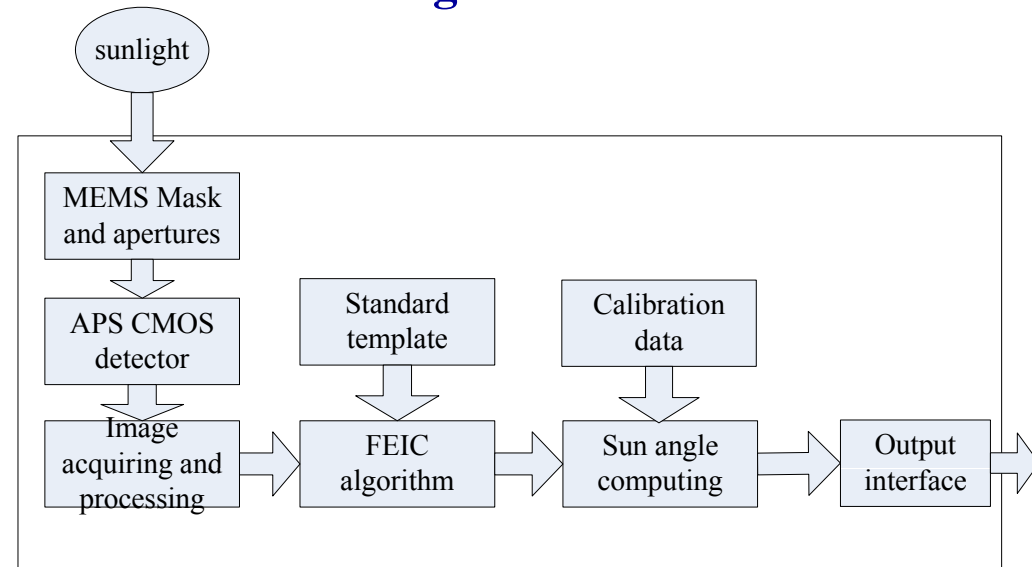 sunlight
MEMS Mask
and apertures
APS CMOS
detector
Standard
template
Calibration
data
Image
acquiring and
processing
FEIC
algorithm
Sun angle
computing
Output
interface